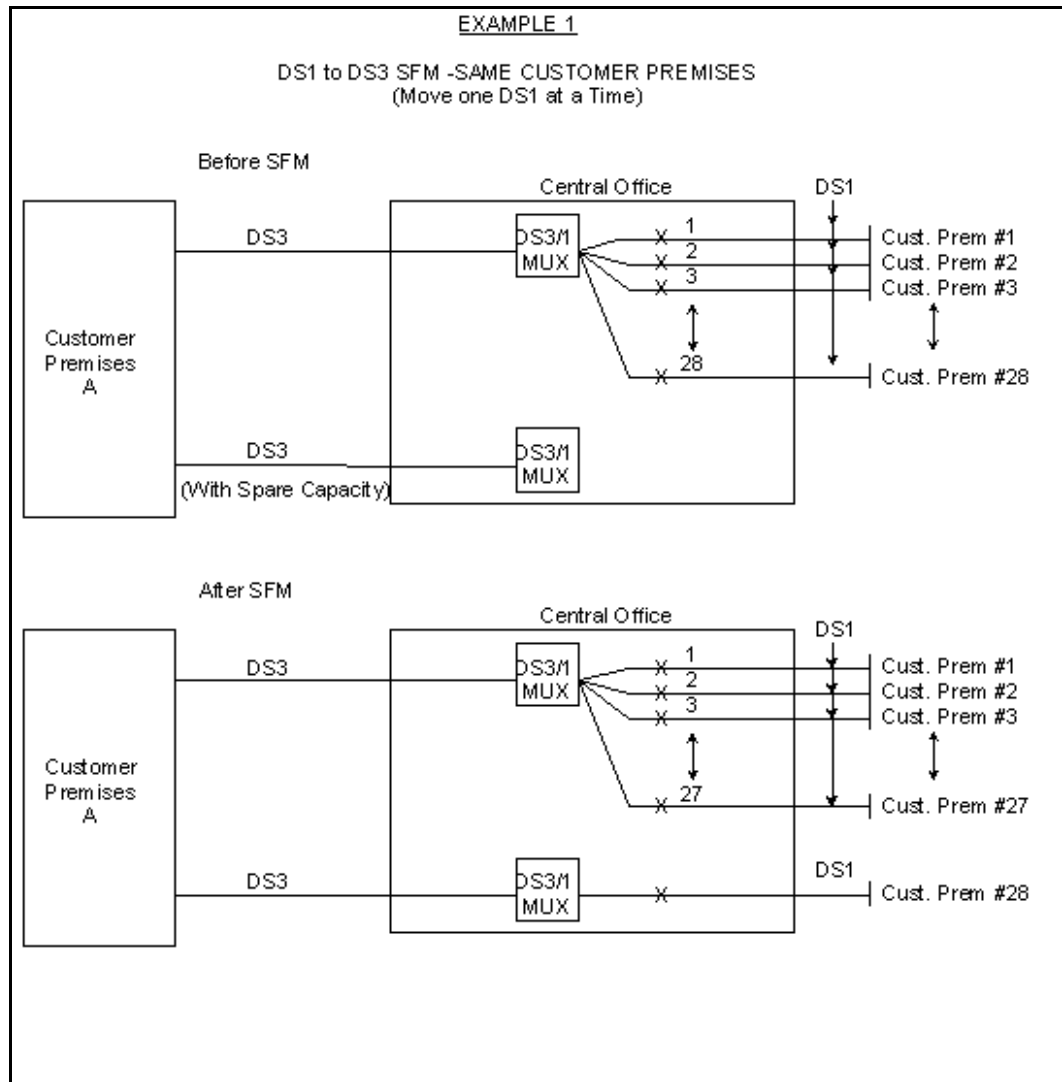 EXAMPLE 1
DS1 to DS3 SFM -SAME CUSTOMER PREMISES
(Move one DS1 at a Time)
Before SFM
Central Office
DS1
Customer
Premises
A
DS3
DS3/1
MUX
X 1
X 2
X 3
X 28
Cust. Prem #1
Cust. Prem #2
Cust. Prem #3
Cust. Prem #28
DS3
(With Spare Capacity)
DS3/1
MUX
After SFM
Central Office
DS1
Customer
Premises
A
DS3
DS3/1
MUX
X 1
X 2
X 3
X 27
Cust. Prem #1
Cust. Prem #2
Cust. Prem #3
Cust. Prem #27
DS3
DS3/1
MUX
X
DS1
Cust. Prem #28